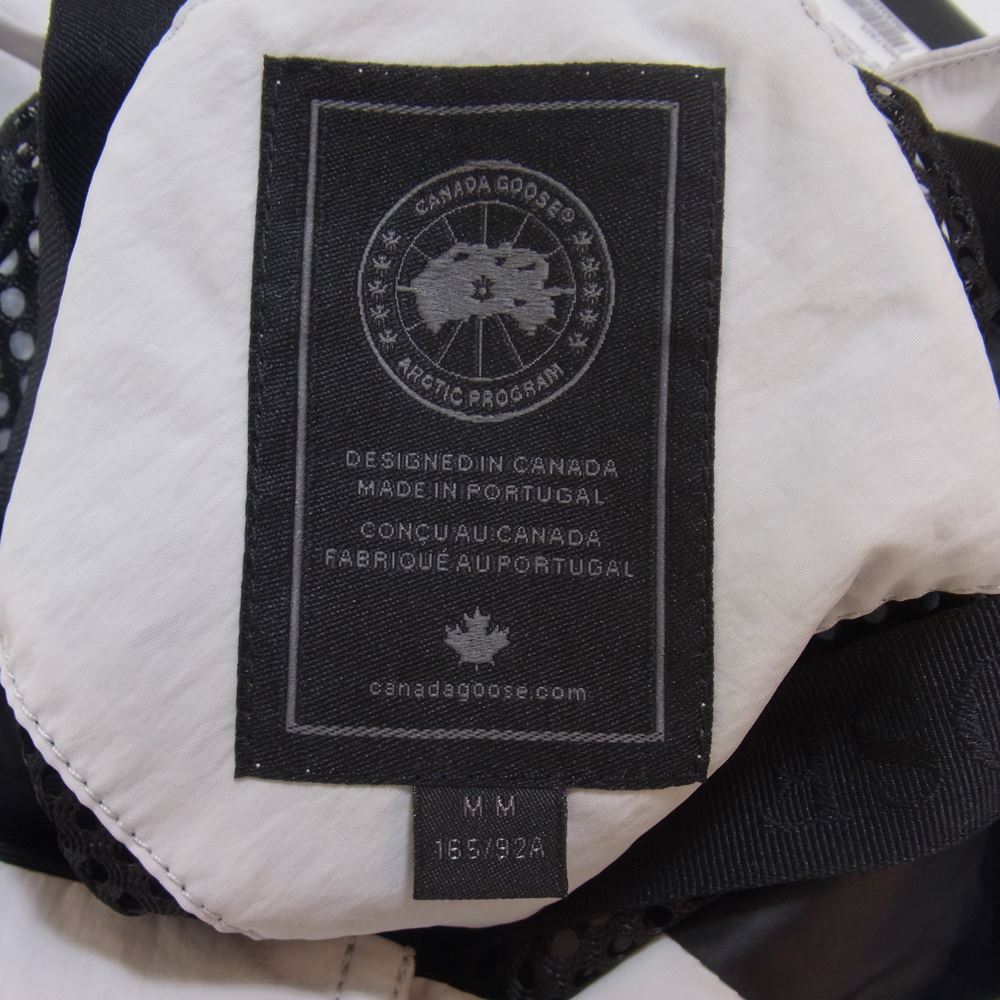 CANADA GOOSE®
ARCTIC PROGRAM
DESIGNED IN CANADA
MADE IN PORTUGAL
CONÇU AU CANADA
FABRIQUÉ AU PORTUGAL
canadagoose.com
M M
165/92A